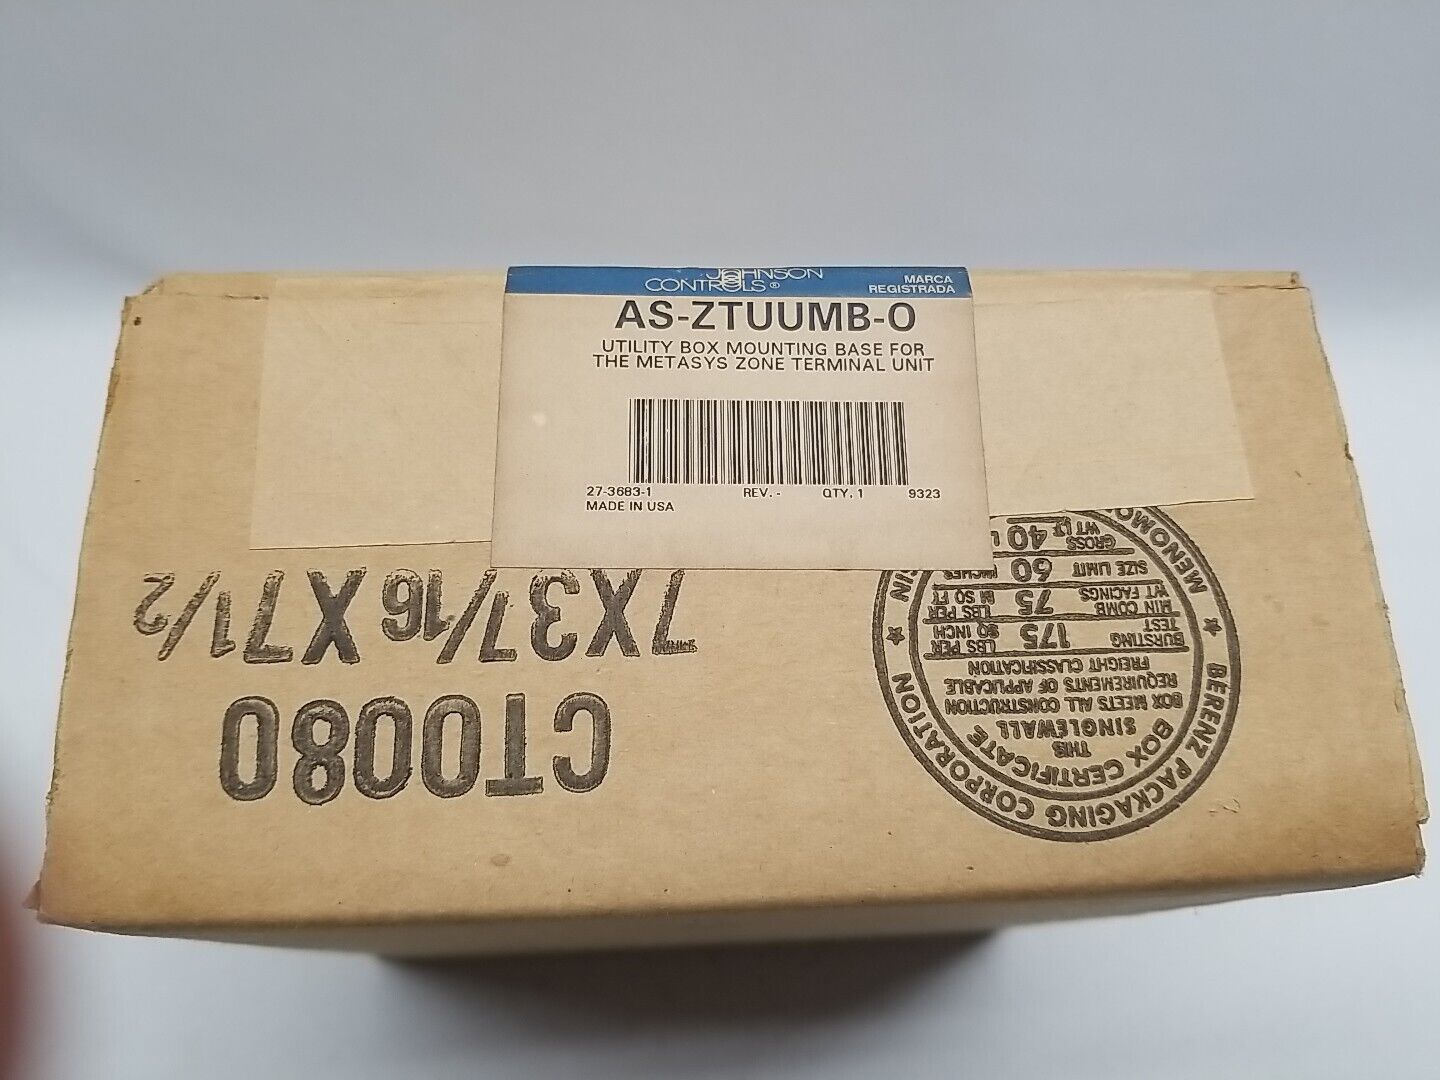 JOHNSON
CONTROLS®
MARCA
REGISTRADA
AS-ZTUUMB-0
UTILITY BOX MOUNTING BASE FOR
THE METASYS ZONE TERMINAL UNIT
27-3683-1 REV. - QTY. 1 9323
MADE IN USA
CT0080
7X3 7/16 X 7 1/2
BERENZ PACKAGING CORPORATION
BOX CERTIFICATE
THIS
SINGLEWALL
BOX MEETS ALL CONSTRUCTION
REQUIREMENTS OF APPLICABLE
FREIGHT CLASSIFICATION
BURSTING TEST 175 LBS PER SQ INCH
MIN COMB WT FACINGS 75 LBS PER M SQ FT
SIZE LIMIT 60 INCHES
GROSS WT LT 40